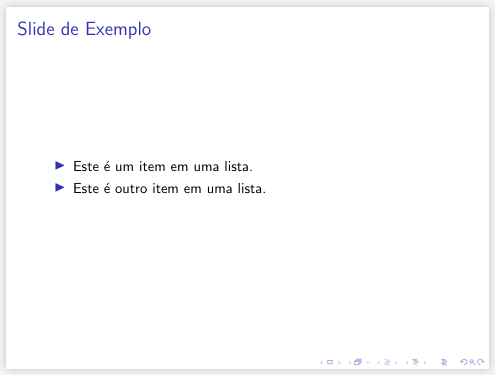 Slide de Exemplo
Este é um item em uma lista.
Este é outro item em uma lista.